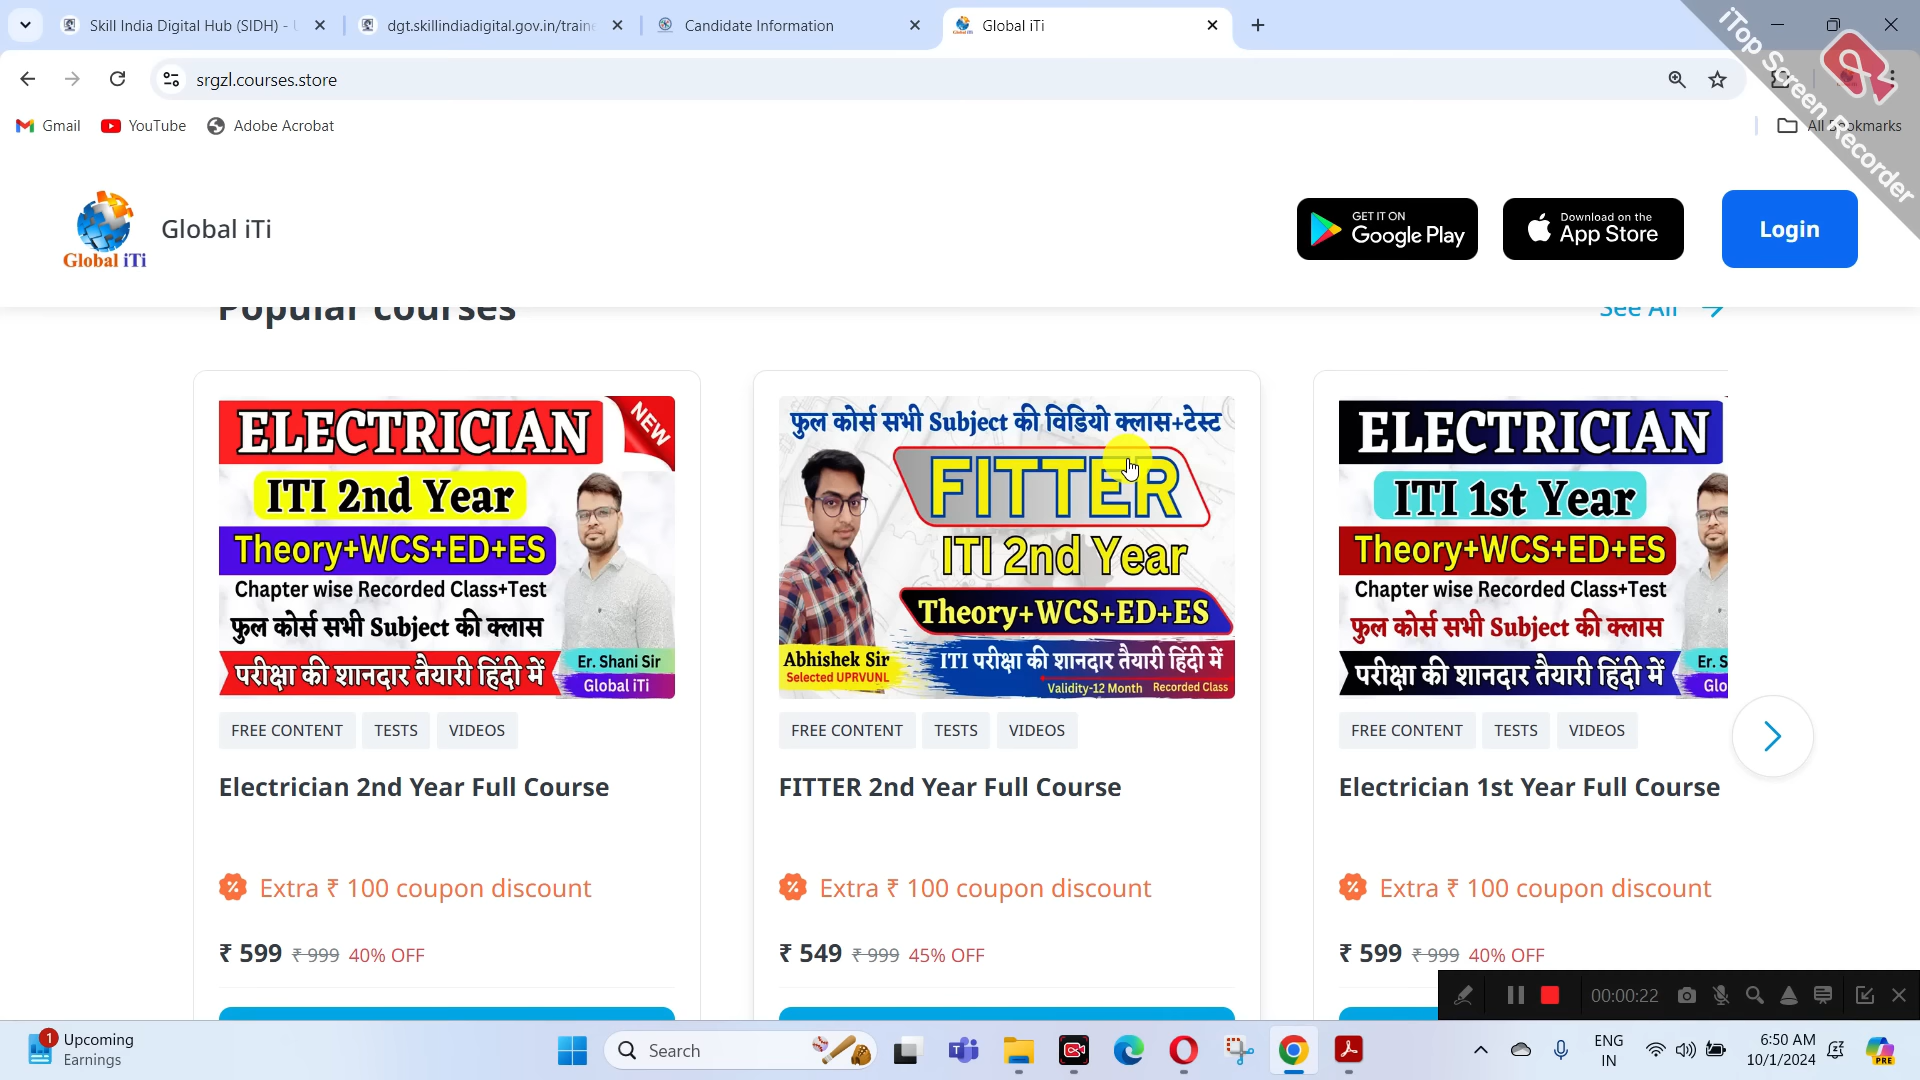 Skill India Digital Hub (SIDH) -
dgt.skillindiadigital.gov.in/traine
Candidate Information
Global iTi
srgzl.courses.store
Gmail
YouTube
Adobe Acrobat
All Bookmarks
iTop Screen Recorder
Global iTi
Global iTi
GET IT ON
Google Play
Download on the
App Store
Login
Popular courses
See All
ELECTRICIAN
NEW
ITI 2nd Year
Theory+WCS+ED+ES
Chapter wise Recorded Class+Test
फुल कोर्स सभी Subject की क्लास
परीक्षा की शानदार तैयारी हिंदी में
Er. Shani Sir
Global iTi
FREE CONTENT
TESTS
VIDEOS
Electrician 2nd Year Full Course
Extra ₹ 100 coupon discount
₹ 599 ₹ 999 40% OFF
फुल कोर्स सभी Subject की विडियो क्लास+टेस्ट
FITTER
ITI 2nd Year
Theory+WCS+ED+ES
Abhishek Sir
Selected UPRVUNL
ITI परीक्षा की शानदार तैयारी हिंदी में
Validity-12 Month Recorded Class
FREE CONTENT
TESTS
VIDEOS
FITTER 2nd Year Full Course
Extra ₹ 100 coupon discount
₹ 549 ₹ 999 45% OFF
ELECTRICIAN
ITI 1st Year
Theory+WCS+ED+ES
Chapter wise Recorded Class+Test
फुल कोर्स सभी Subject की क्लास
परीक्षा की शानदार तैयारी हिंदी में
Er. S
Glo
FREE CONTENT
TESTS
VIDEOS
Electrician 1st Year Full Course
Extra ₹ 100 coupon discount
₹ 599 ₹ 999 40% OFF
00:00:22
1
Upcoming
Earnings
Search
ENG
IN
6:50 AM
10/1/2024
PRE